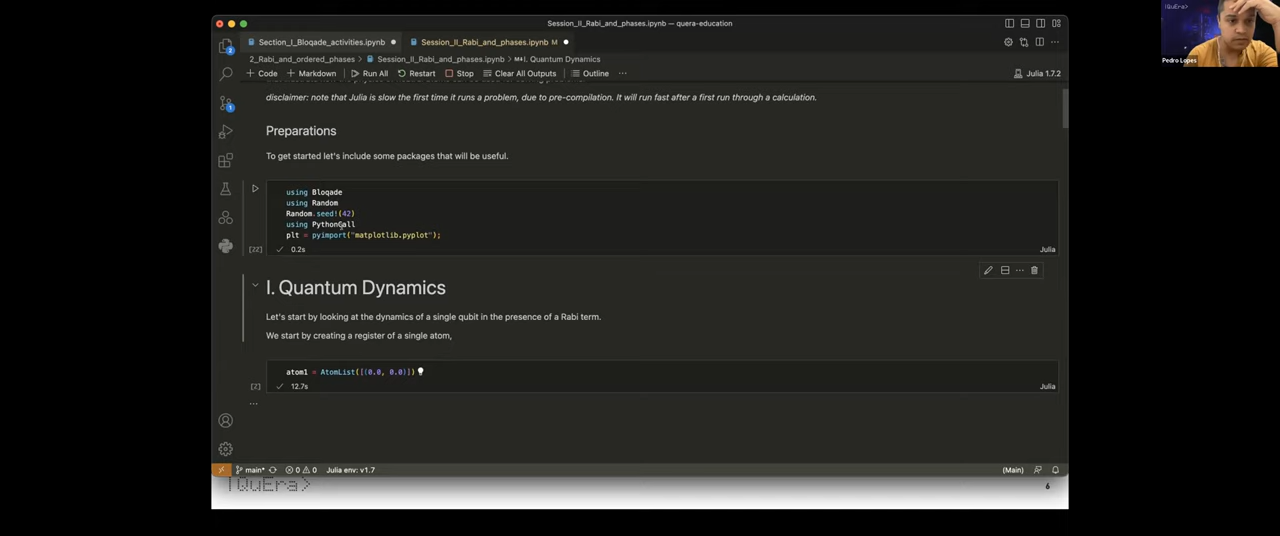 |QuEra>
Pedro Lopes
Session_II_Rabi_and_phases.ipynb — quera-education
Section_I_Bloqade_activities.ipynb
Session_II_Rabi_and_phases.ipynb M
2_Rabi_and_ordered_phases > Session_II_Rabi_and_phases.ipynb > M↓I. Quantum Dynamics
+ Code + Markdown Run All Restart Stop Clear All Outputs Outline ... Julia 1.7.2
disclaimer: note that Julia is slow the first time it runs a problem, due to pre-compilation. It will run fast after a first run through a calculation.
Preparations
To get started let's include some packages that will be useful.
using Bloqade
using Random
Random.seed!(42)
using PythonCall
plt = pyimport("matplotlib.pyplot");
[22] 0.2s Julia
I. Quantum Dynamics
Let's start by looking at the dynamics of a single qubit in the presence of a Rabi term.
We start by creating a register of a single atom,
atom1 = AtomList([(0.0, 0.0)])
[2] 12.7s Julia
...
main* 0 0 Julia env: v1.7 (Main)
|QuEra> 6